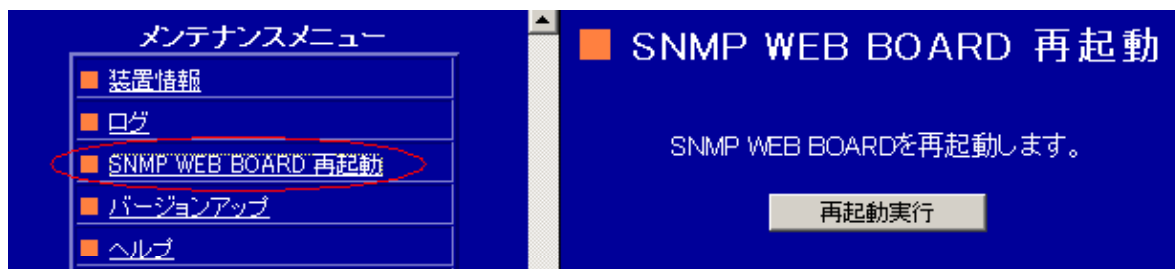 メンテナンスメニュー
装置情報
ログ
SNMP WEB BOARD 再起動
バージョンアップ
ヘルプ
SNMP WEB BOARD 再起動
SNMP WEB BOARDを再起動します。
再起動実行